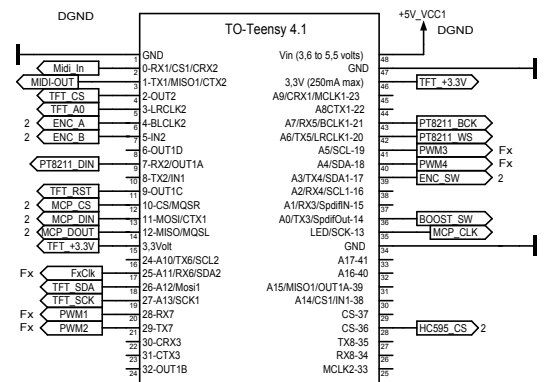 DGND
TO-Teensy 4.1
+5V_VCC1
DGND
1 GND Vin (3,6 to 5,5 volts) 48
Midi_In 2 0-RX1/CS1/CRX2 GND 47
MIDI-OUT 3 1-TX1/MISO1/CTX2 3,3V (250mA max) 46 TFT_+3.3V
TFT_CS 4 2-OUT2 A9/CRX1/MCLK1-23 45
TFT_A0 5 3-LRCLK2 A8CTX1-22 44
2 ENC_A 6 4-BLCLK2 A7/RX5/BCLK1-21 43 PT8211_BCK
2 ENC_B 7 5-IN2 A6/TX5/LRCLK1-20 42 PT8211_WS
8 6-OUT1D A5/SCL-19 41 PWM3 Fx
PT8211_DIN 9 7-RX2/OUT1A A4/SDA-18 40 PWM4 Fx
10 8-TX2/IN1 A3/TX4/SDA1-17 39 ENC_SW 2
TFT_RST 11 9-OUT1C A2/RX4/SCL1-16 38
2 MCP_CS 12 10-CS/MQSR A1/RX3/SpdifIN-15 37
2 MCP_DIN 13 11-MOSI/CTX1 A0/TX3/SpdifOut-14 36 BOOST_SW
2 MCP_DOUT 14 12-MISO/MQSL LED/SCK-13 35 MCP_CLK
TFT_+3.3V 15 3,3Volt GND 34
16 24-A10/TX6/SCL2 A17-41 33
Fx FxClk 17 25-A11/RX6/SDA2 A16-40 32
TFT_SDA 18 26-A12/Mosi1 A15/MISO1/OUT1A-39 31
TFT_SCK 19 27-A13/SCK1 A14/CS1/IN1-38 30
Fx PWM1 20 28-RX7 CS-37 29
Fx PWM2 21 29-TX7 CS-36 28 HC595_CS 2
22 30-CRX3 TX8-35 27
23 31-CTX3 RX8-34 26
24 32-OUT1B MCLK2-33 25